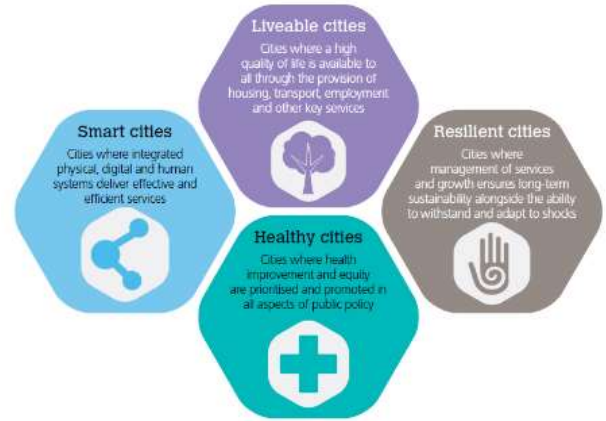 Liveable cities
Cities where a high
quality of life is available to
all through the provision of
housing, transport, employment
and other key services
Smart cities
Cities where integrated
physical, digital and human
systems deliver effective and
efficient services
Resilient cities
Cities where
management of services
and growth ensures long-term
sustainability alongside the ability
to withstand and adapt to shocks
Healthy cities
Cities where health
improvement and equity
are prioritised and promoted in
all aspects of public policy